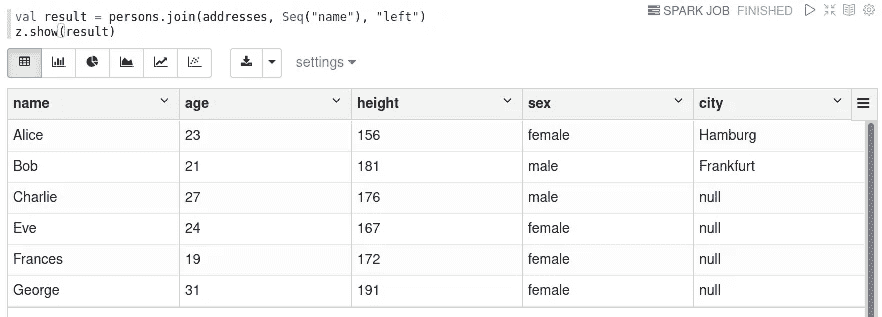 val result = persons.join(addresses, Seq("name"), "left")
z.show(result)
SPARK JOB FINISHED
settings
name age height sex city
Alice 23 156 female Hamburg
Bob 21 181 male Frankfurt
Charlie 27 176 male null
Eve 24 167 female null
Frances 19 172 female null
George 31 191 female null